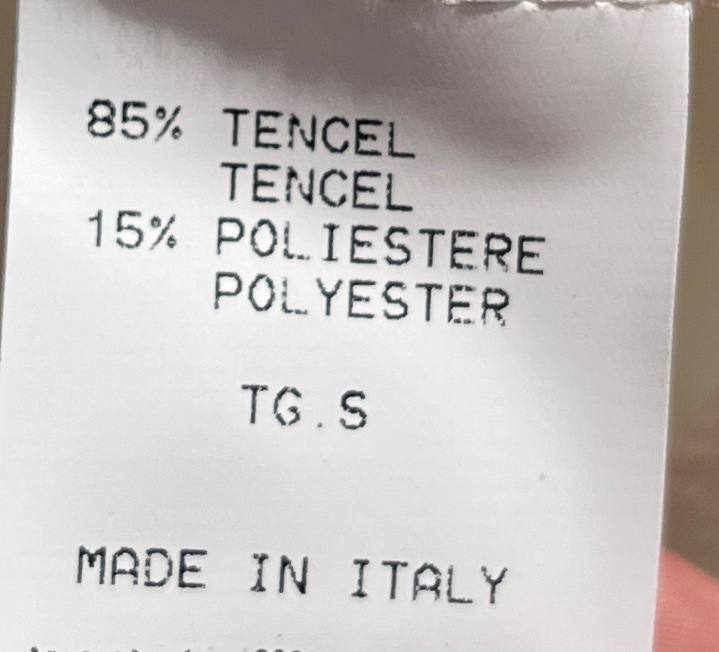 85% TENCEL
TENCEL
15% POLIESTERE
POLYESTER
TG.S
MADE IN ITALY